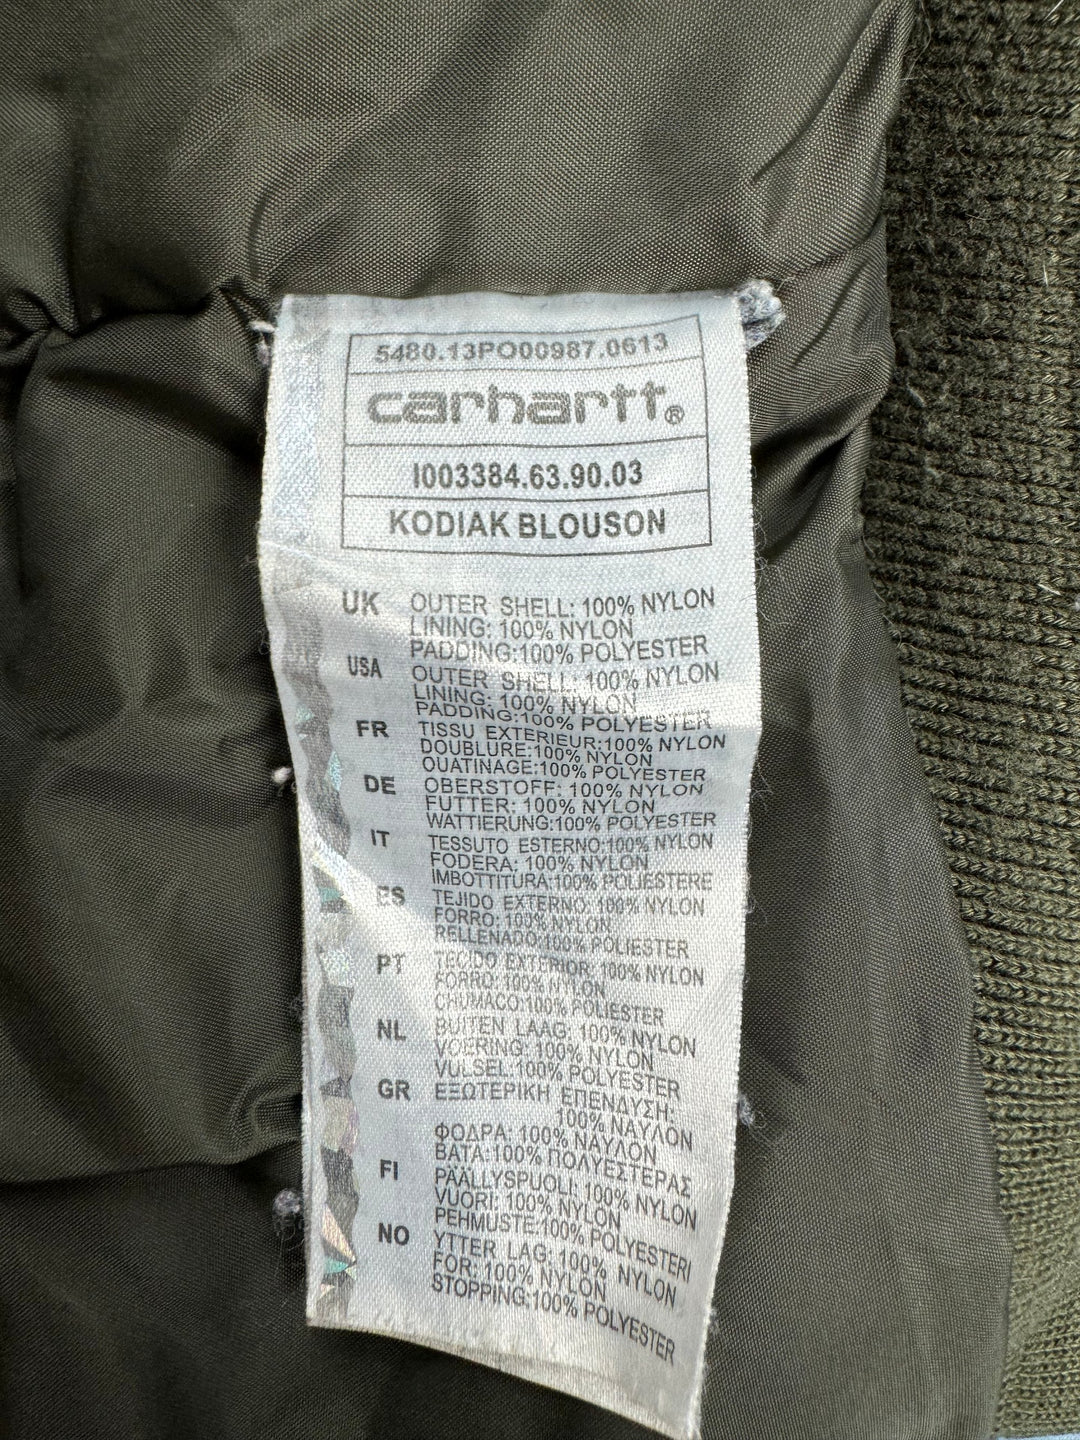 5480.13PO00987.0613
carhartt®
I003384.63.90.03
KODIAK BLOUSON
UK OUTER SHELL: 100% NYLON
LINING: 100% NYLON
PADDING:100% POLYESTER
USA OUTER SHELL: 100% NYLON
LINING: 100% NYLON
PADDING:100% POLYESTER
FR TISSU EXTERIEUR:100% NYLON
DOUBLURE: 100% NYLON
OUATINAGE:100% POLYESTER
DE OBERSTOFF: 100% NYLON
FUTTER: 100% NYLON
WATTIERUNG:100% POLYESTER
IT TESSUTO ESTERNO:100% NYLON
FODERA: 100% NYLON
IMBOTTITURA:100% POLIESTERE
ES TEJIDO EXTERNO: 100% NYLON
FORRO: 100% NYLON
RELLENADO:100% POLIESTER
PT TECIDO EXTERIOR: 100% NYLON
FORRO: 100% NYLON
CHUMACO:100% POLIESTER
NL BUITEN LAAG: 100% NYLON
VOERING: 100% NYLON
VULSEL:100% POLYESTER
GR ΕΞΩΤΕΡΙΚΗ ΕΠΕΝΔΥΣΗ:
100% ΝΑΥΛΟΝ
ΦΟΔΡΑ: 100% ΝΑΥΛΟΝ
ΒΑΤΑ:100% ΠΟΛΥΕΣΤΕΡΑΣ
FI PÄÄLLYSPUOLI: 100% NYLON
VUORI: 100% NYLON
PEHMUSTE:100% POLYESTERI
NO YTTER LAG: 100% NYLON
FOR: 100% NYLON
STOPPING:100% POLYESTER